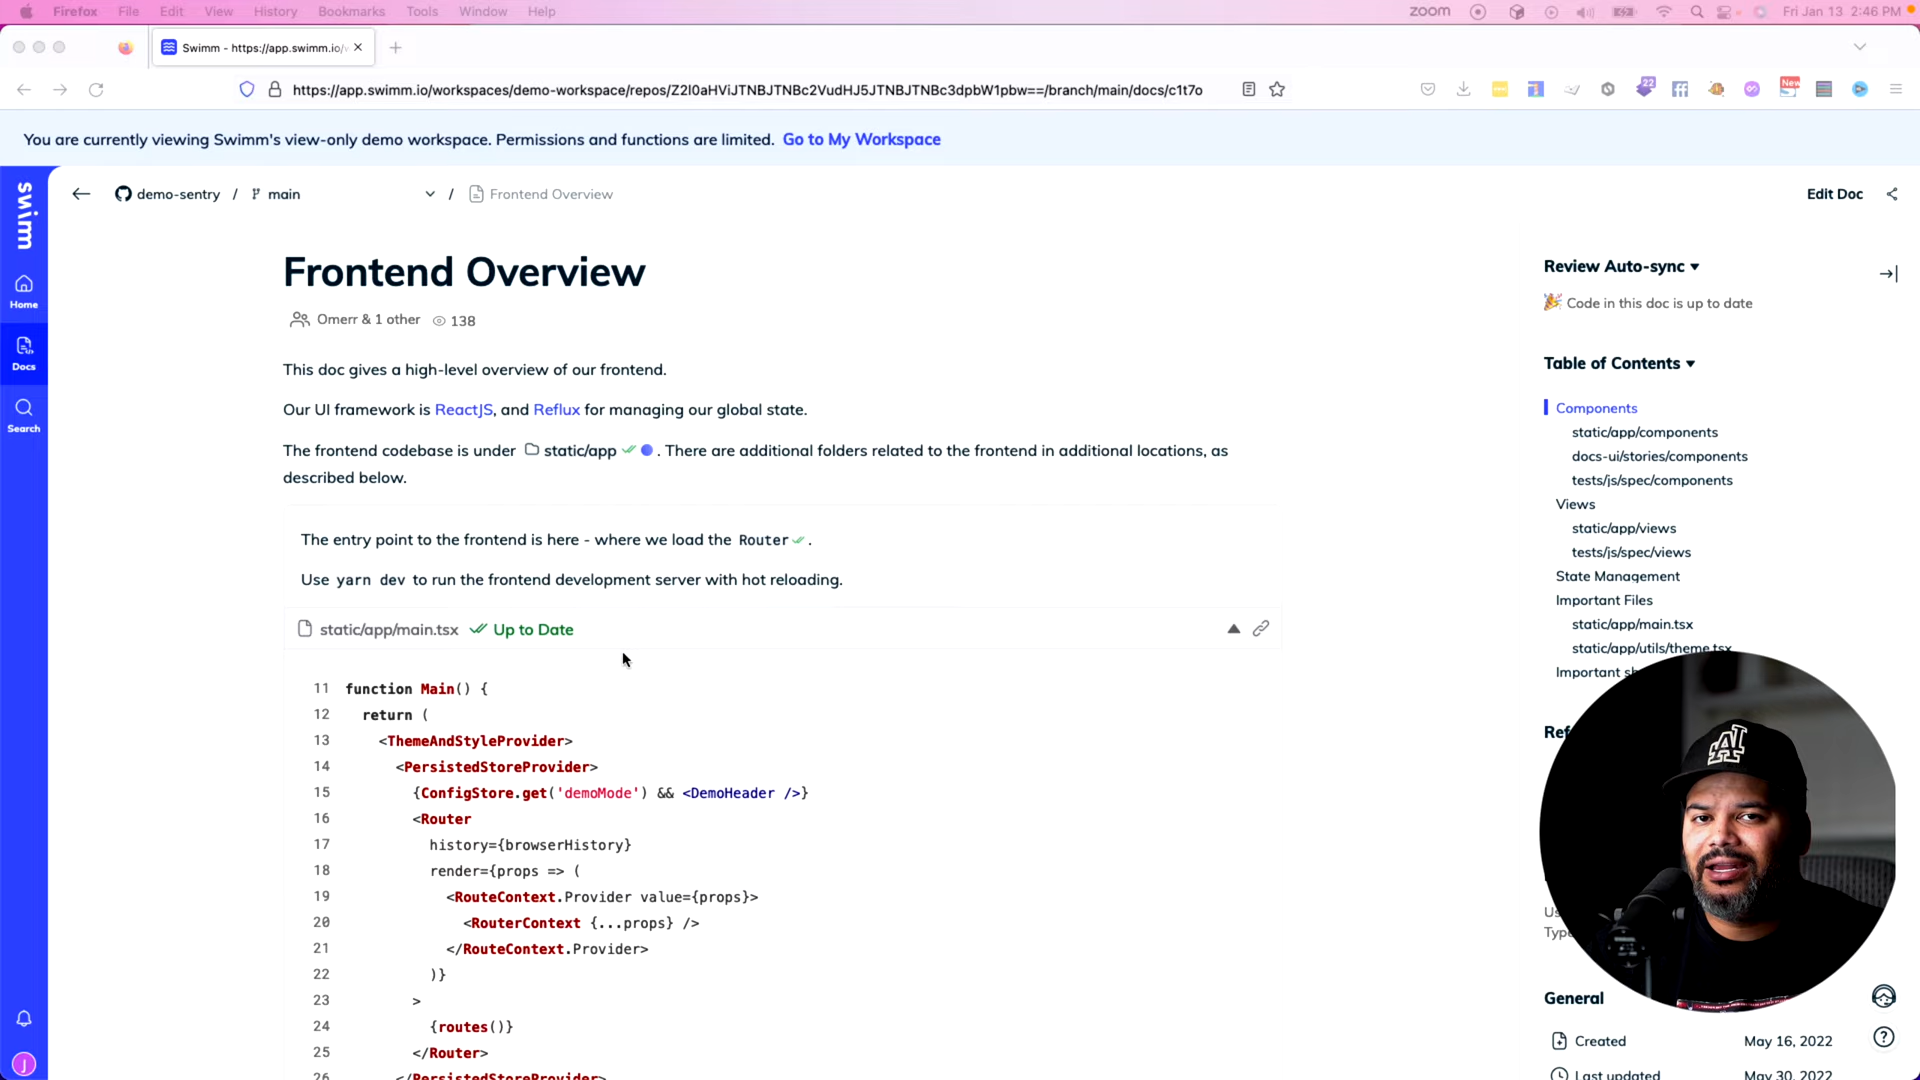 Firefox File Edit View History Bookmarks Tools Window Help zoom Fri Jan 13 2:46 PM
Swimm - https://app.swimm.io/
https://app.swimm.io/workspaces/demo-workspace/repos/Z2l0aHViJTNBJTNBc2VudHJ5JTNBJTNBc3dpbW1pbw==/branch/main/docs/c1t7o
22
New
You are currently viewing Swimm's view-only demo workspace. Permissions and functions are limited. Go to My Workspace
swimm
Home
Docs
Search
J
demo-sentry / main / Frontend Overview
Edit Doc
Frontend Overview
Omerr & 1 other 138
This doc gives a high-level overview of our frontend.
Our UI framework is ReactJS, and Reflux for managing our global state.
The frontend codebase is under static/app . There are additional folders related to the frontend in additional locations, as
described below.
The entry point to the frontend is here - where we load the Router .
Use yarn dev to run the frontend development server with hot reloading.
static/app/main.tsx Up to Date
11 function Main() {
12 return (
13 <ThemeAndStyleProvider>
14 <PersistedStoreProvider>
15 {ConfigStore.get('demoMode') && <DemoHeader />}
16 <Router
17 history={browserHistory}
18 render={props => (
19 <RouteContext.Provider value={props}>
20 <RouterContext {...props} />
21 </RouteContext.Provider>
22 )}
23 >
24 {routes()}
25 </Router>
26 </PersistedStoreProvider>
Review Auto-sync
Code in this doc is up to date
Table of Contents
Components
static/app/components
docs-ui/stories/components
tests/js/spec/components
Views
static/app/views
tests/js/spec/views
State Management
Important Files
static/app/main.tsx
static/app/utils/theme.tsx
Important
General
Created May 16, 2022
Last updated May 30, 2022